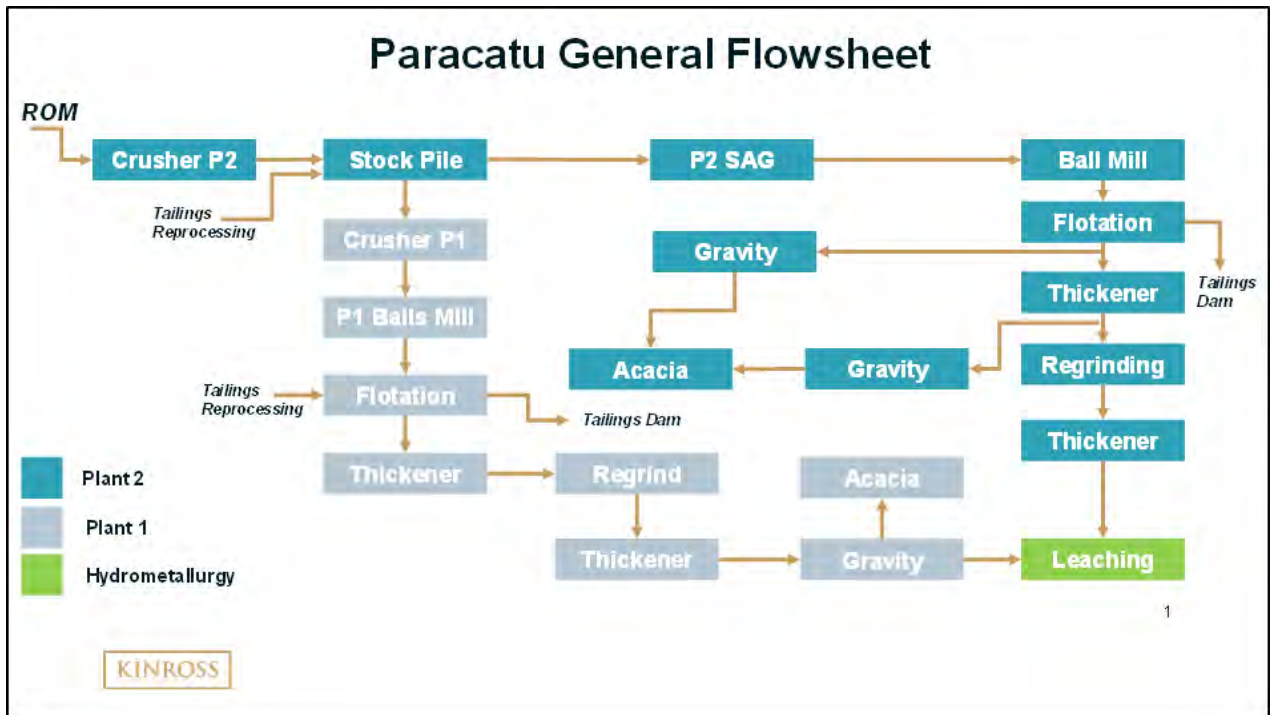 Paracatu General Flowsheet
ROM
Crusher P2
Stock Pile
P2 SAG
Ball Mill
Tailings
Reprocessing
Crusher P1
Gravity
Flotation
Tailings
Dam
Thickener
P1 Balls Mill
Acacia
Gravity
Regrinding
Tailings
Reprocessing
Flotation
Tailings Dam
Thickener
Thickener
Regrind
Acacia
Plant 2
Plant 1
Thickener
Gravity
Leaching
Hydrometallurgy
1
KINROSS